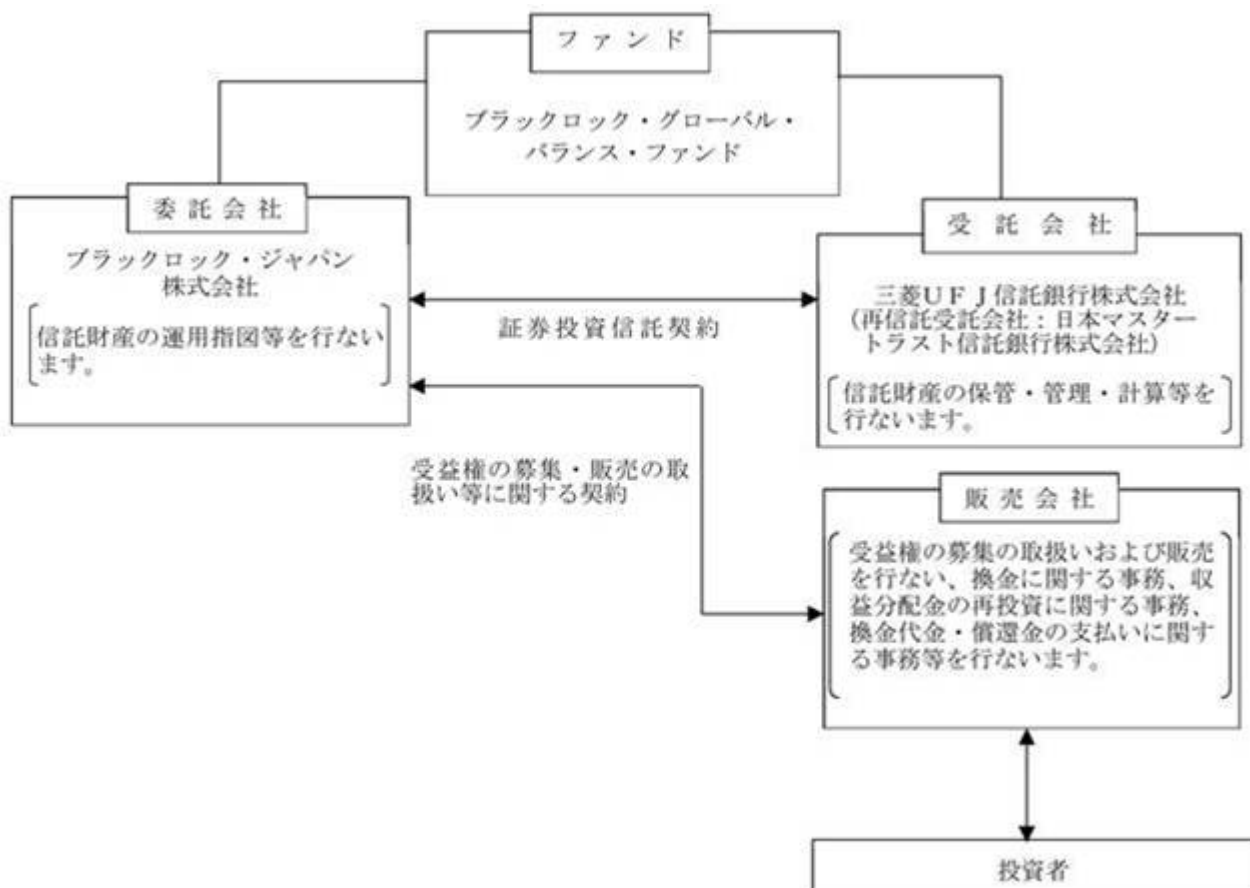 ファンド
ブラックロック・グローバル・
バランス・ファンド
委託会社
ブラックロック・ジャパン
株式会社
信託財産の運用指図等を行ない
ます。
証券投資信託契約
受託会社
三菱UFJ信託銀行株式会社
(再信託受託会社:日本マスター
トラスト信託銀行株式会社)
信託財産の保管・管理・計算等を
行ないます。
受益権の募集・販売の取
扱い等に関する契約
販売会社
受益権の募集の取扱いおよび販売
を行ない、換金に関する事務、収
益分配金の再投資に関する事務、
換金代金・償還金の支払いに関す
る事務等を行ないます。
投資者